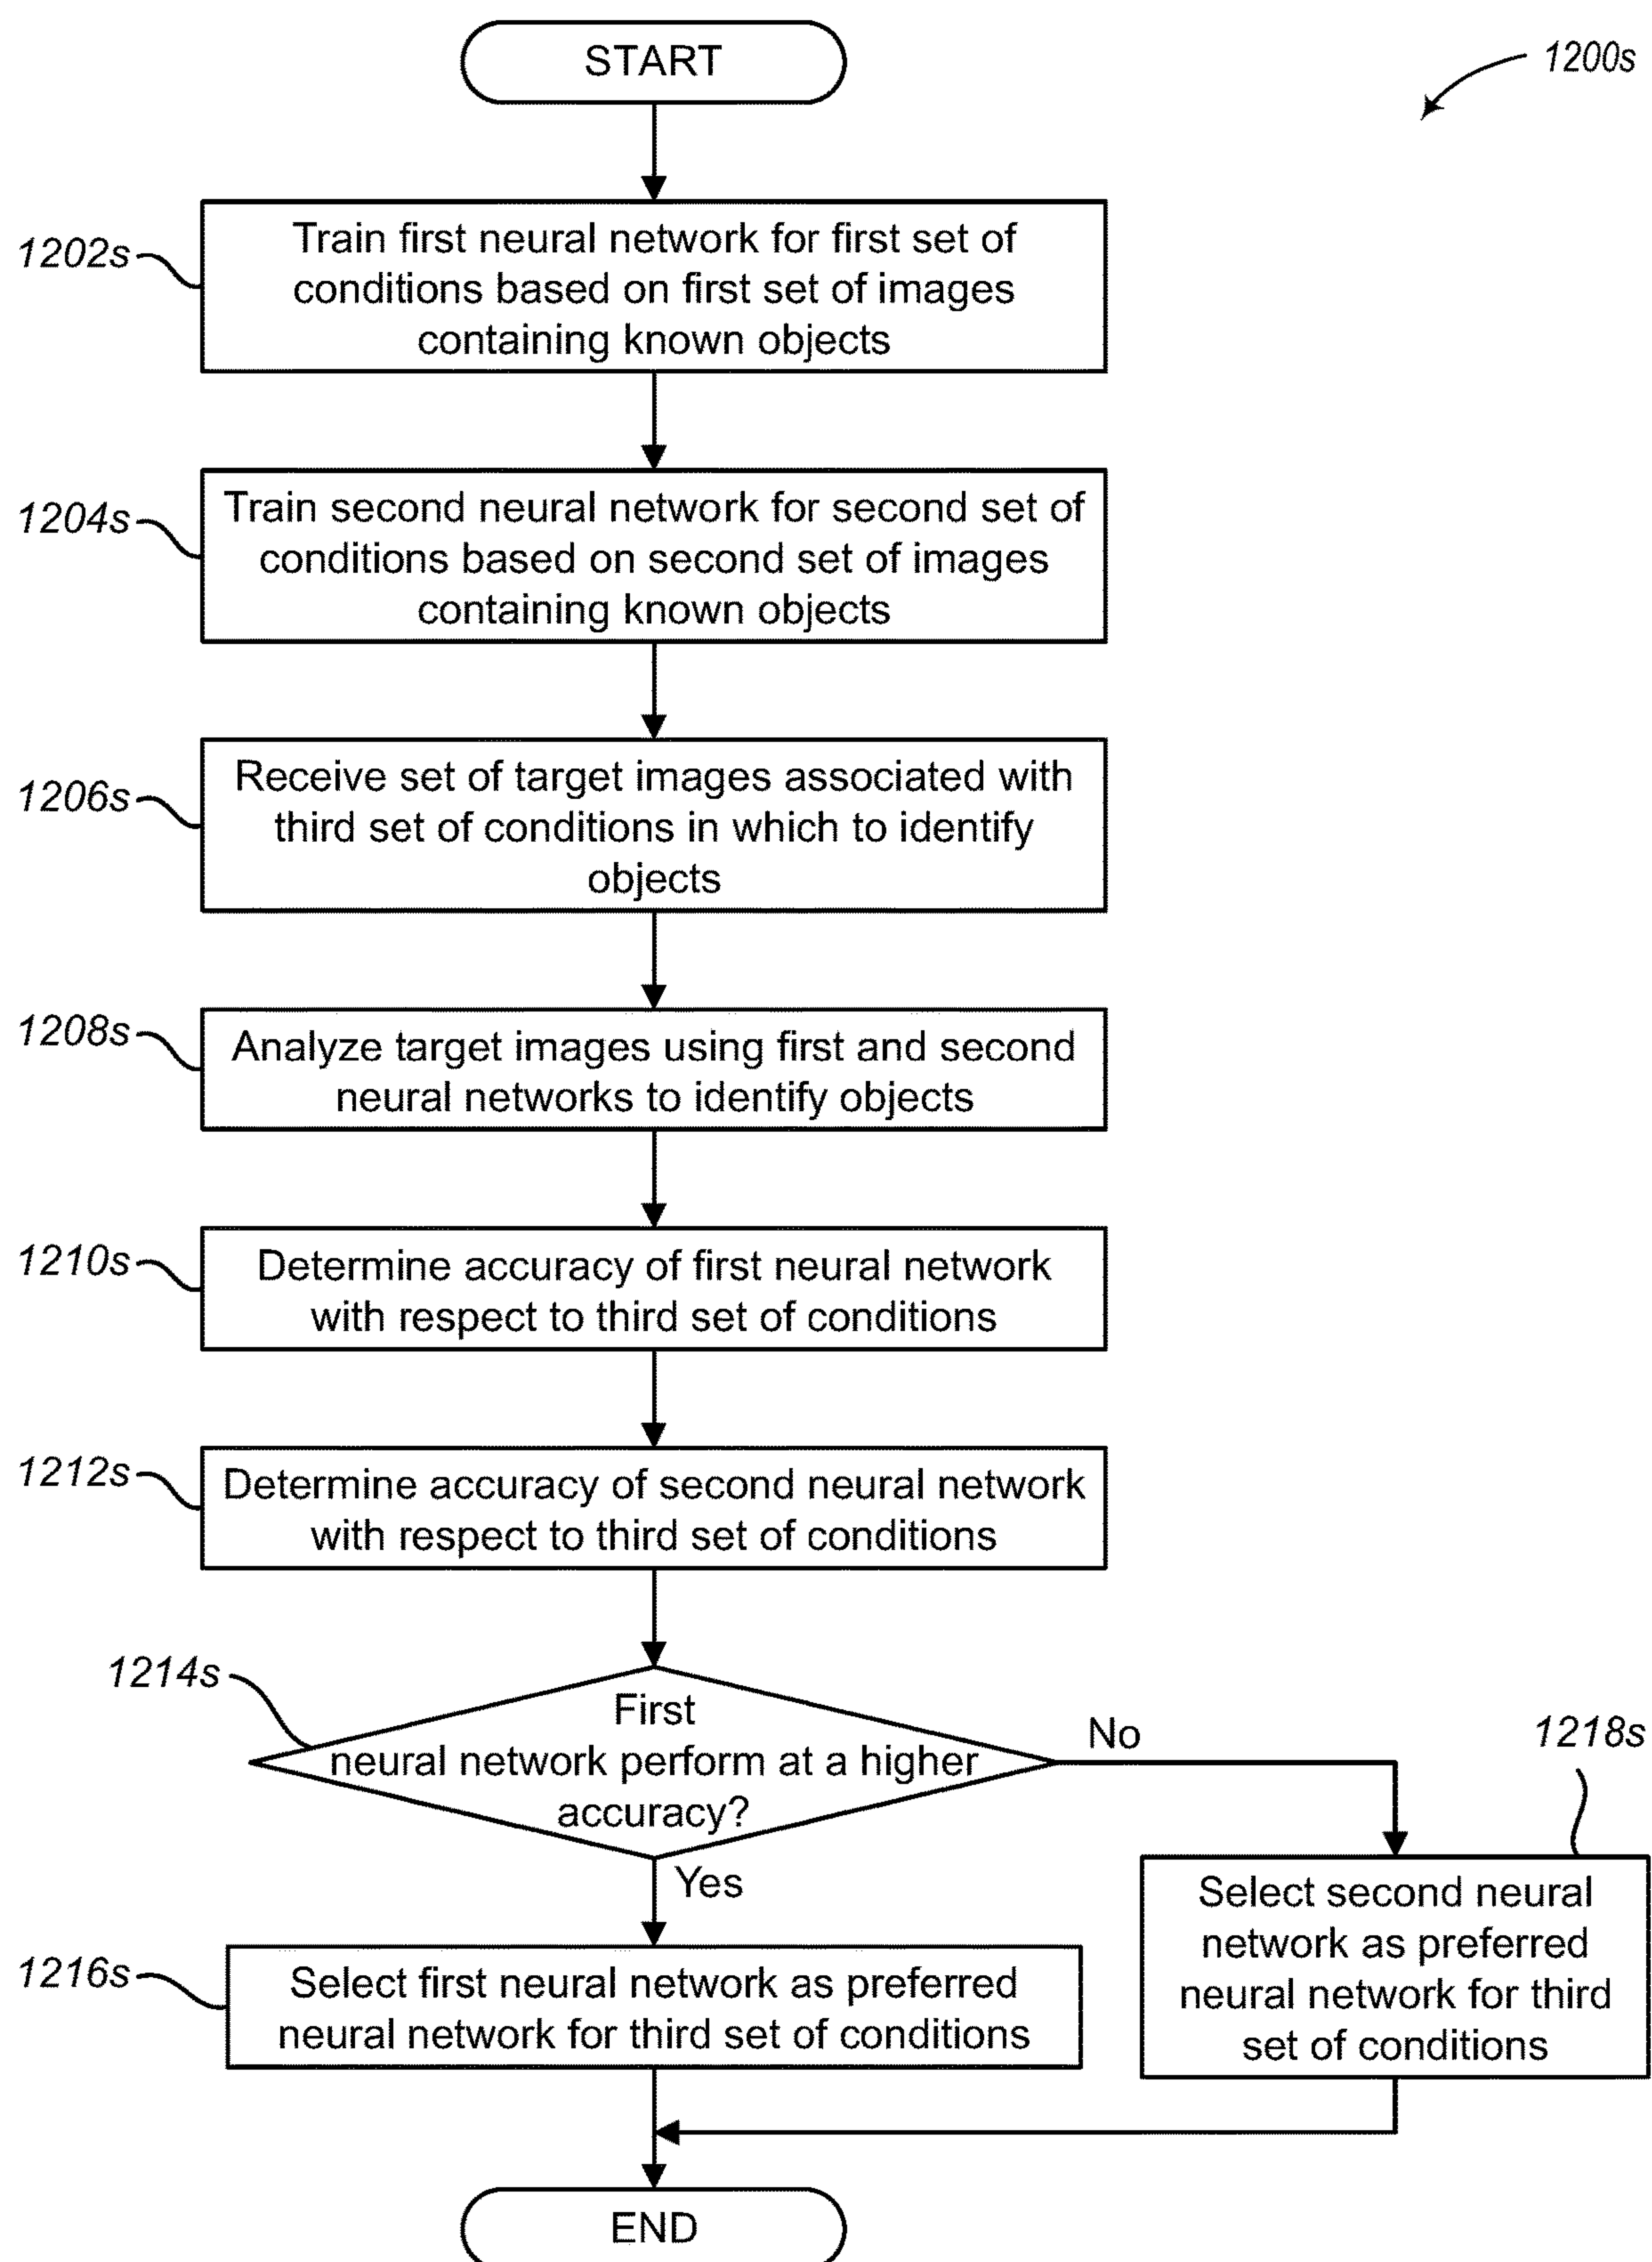 START
1200s
1202s
Train first neural network for first set of
conditions based on first set of images
containing known objects
1204s
Train second neural network for second set of
conditions based on second set of images
containing known objects
1206s
Receive set of target images associated with
third set of conditions in which to identify
objects
1208s
Analyze target images using first and second
neural networks to identify objects
1210s
Determine accuracy of first neural network
with respect to third set of conditions
1212s
Determine accuracy of second neural network
with respect to third set of conditions
1214s
First
neural network perform at a higher
accuracy?
No
1218s
Yes
Select second neural
network as preferred
neural network for third
set of conditions
1216s
Select first neural network as preferred
neural network for third set of conditions
END